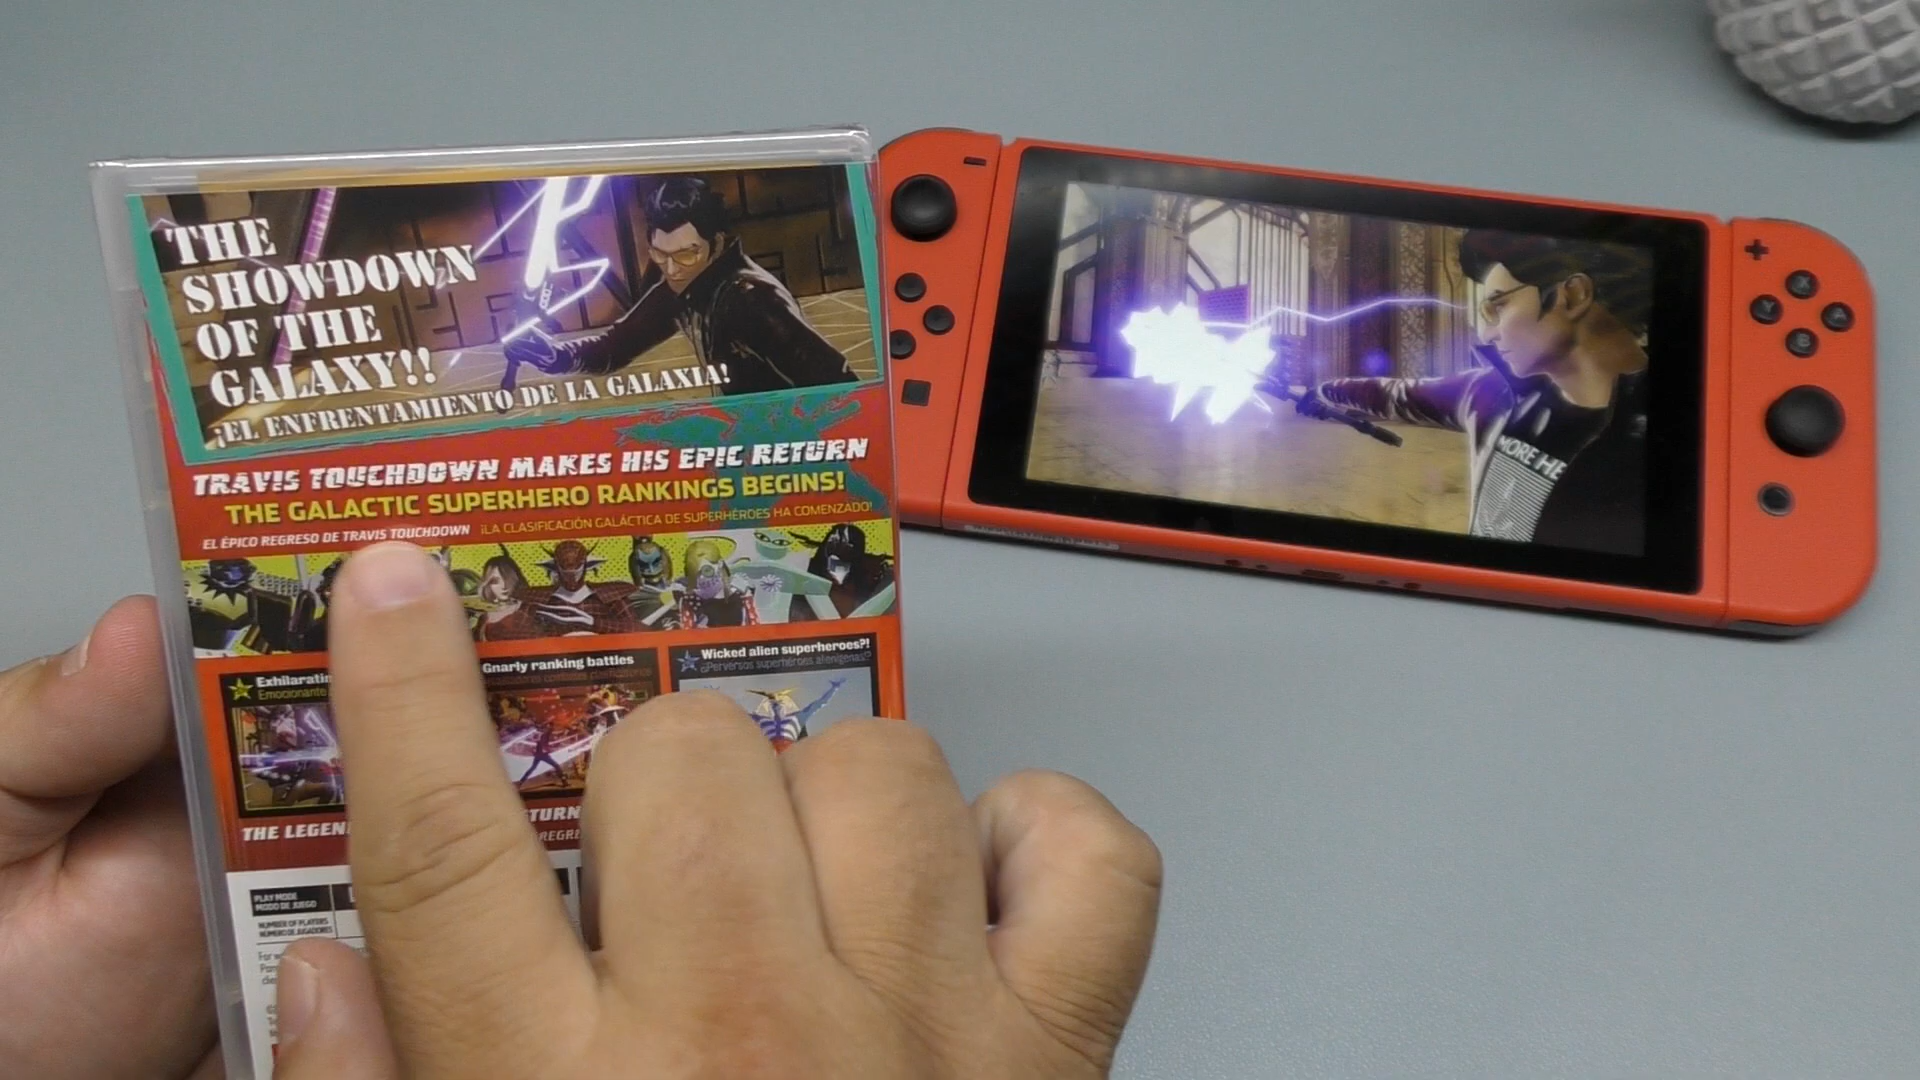 THE
SHOWDOWN
OF THE
GALAXY!!
¡EL ENFRENTAMIENTO DE LA GALAXIA!
TRAVIS TOUCHDOWN MAKES HIS EPIC RETURN
THE GALACTIC SUPERHERO RANKINGS BEGINS!
EL ÉPICO REGRESO DE TRAVIS TOUCHDOWN ¡LA CLASIFICACIÓN GALÁCTICA DE SUPERHÉROES HA COMENZADO!
Gnarly ranking battles
Wicked alien superheroes?!
¿Perversos superhéroes alienígenas?
Emocionante
THE
PLAY MODE
MODO DE JUEGO
NUMBER OF PLAYERS
NÚMERO DE JUGADORES
MORE HE
X
Y
A
B